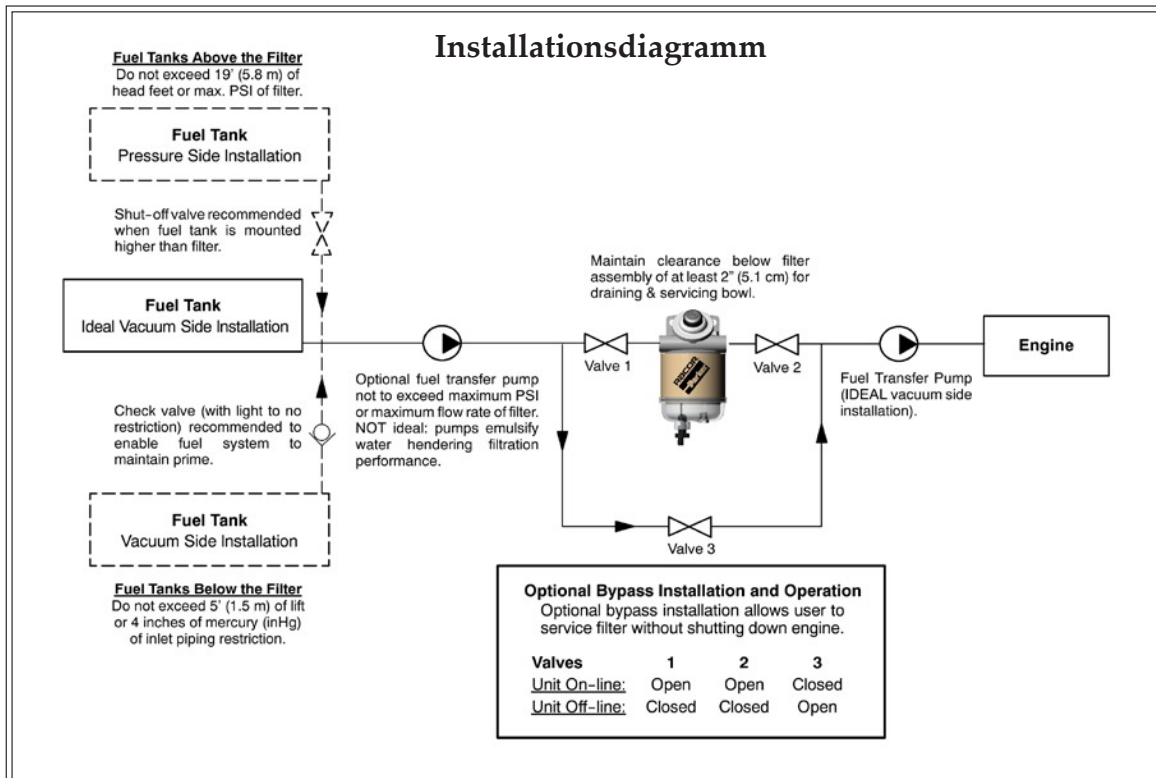 Installationsdiagramm
Fuel Tanks Above the Filter
Do not exceed 19' (5.8 m) of
head feet or max. PSI of filter.
Fuel Tank
Pressure Side Installation
Shut-off valve recommended
when fuel tank is mounted
higher than filter.
Fuel Tank
Ideal Vacuum Side Installation
Check valve (with light to no
restriction) recommended to
enable fuel system to
maintain prime.
Fuel Tank
Vacuum Side Installation
Fuel Tanks Below the Filter
Do not exceed 5' (1.5 m) of lift
or 4 inches of mercury (inHg)
of inlet piping restriction.
Optional fuel transfer pump
not to exceed maximum PSI
or maximum flow rate of filter.
NOT ideal: pumps emulsify
water hendering filtration
performance.
Maintain clearance below filter
assembly of at least 2" (5.1 cm) for
draining & servicing bowl.
Valve 1
RACOR
Parker
Valve 2
Valve 3
Fuel Transfer Pump
(IDEAL vacuum side
installation).
Engine
Optional Bypass Installation and Operation
Optional bypass installation allows user to
service filter without shutting down engine.
Valves 1 2 3
Unit On-line: Open Open Closed
Unit Off-line: Closed Closed Open